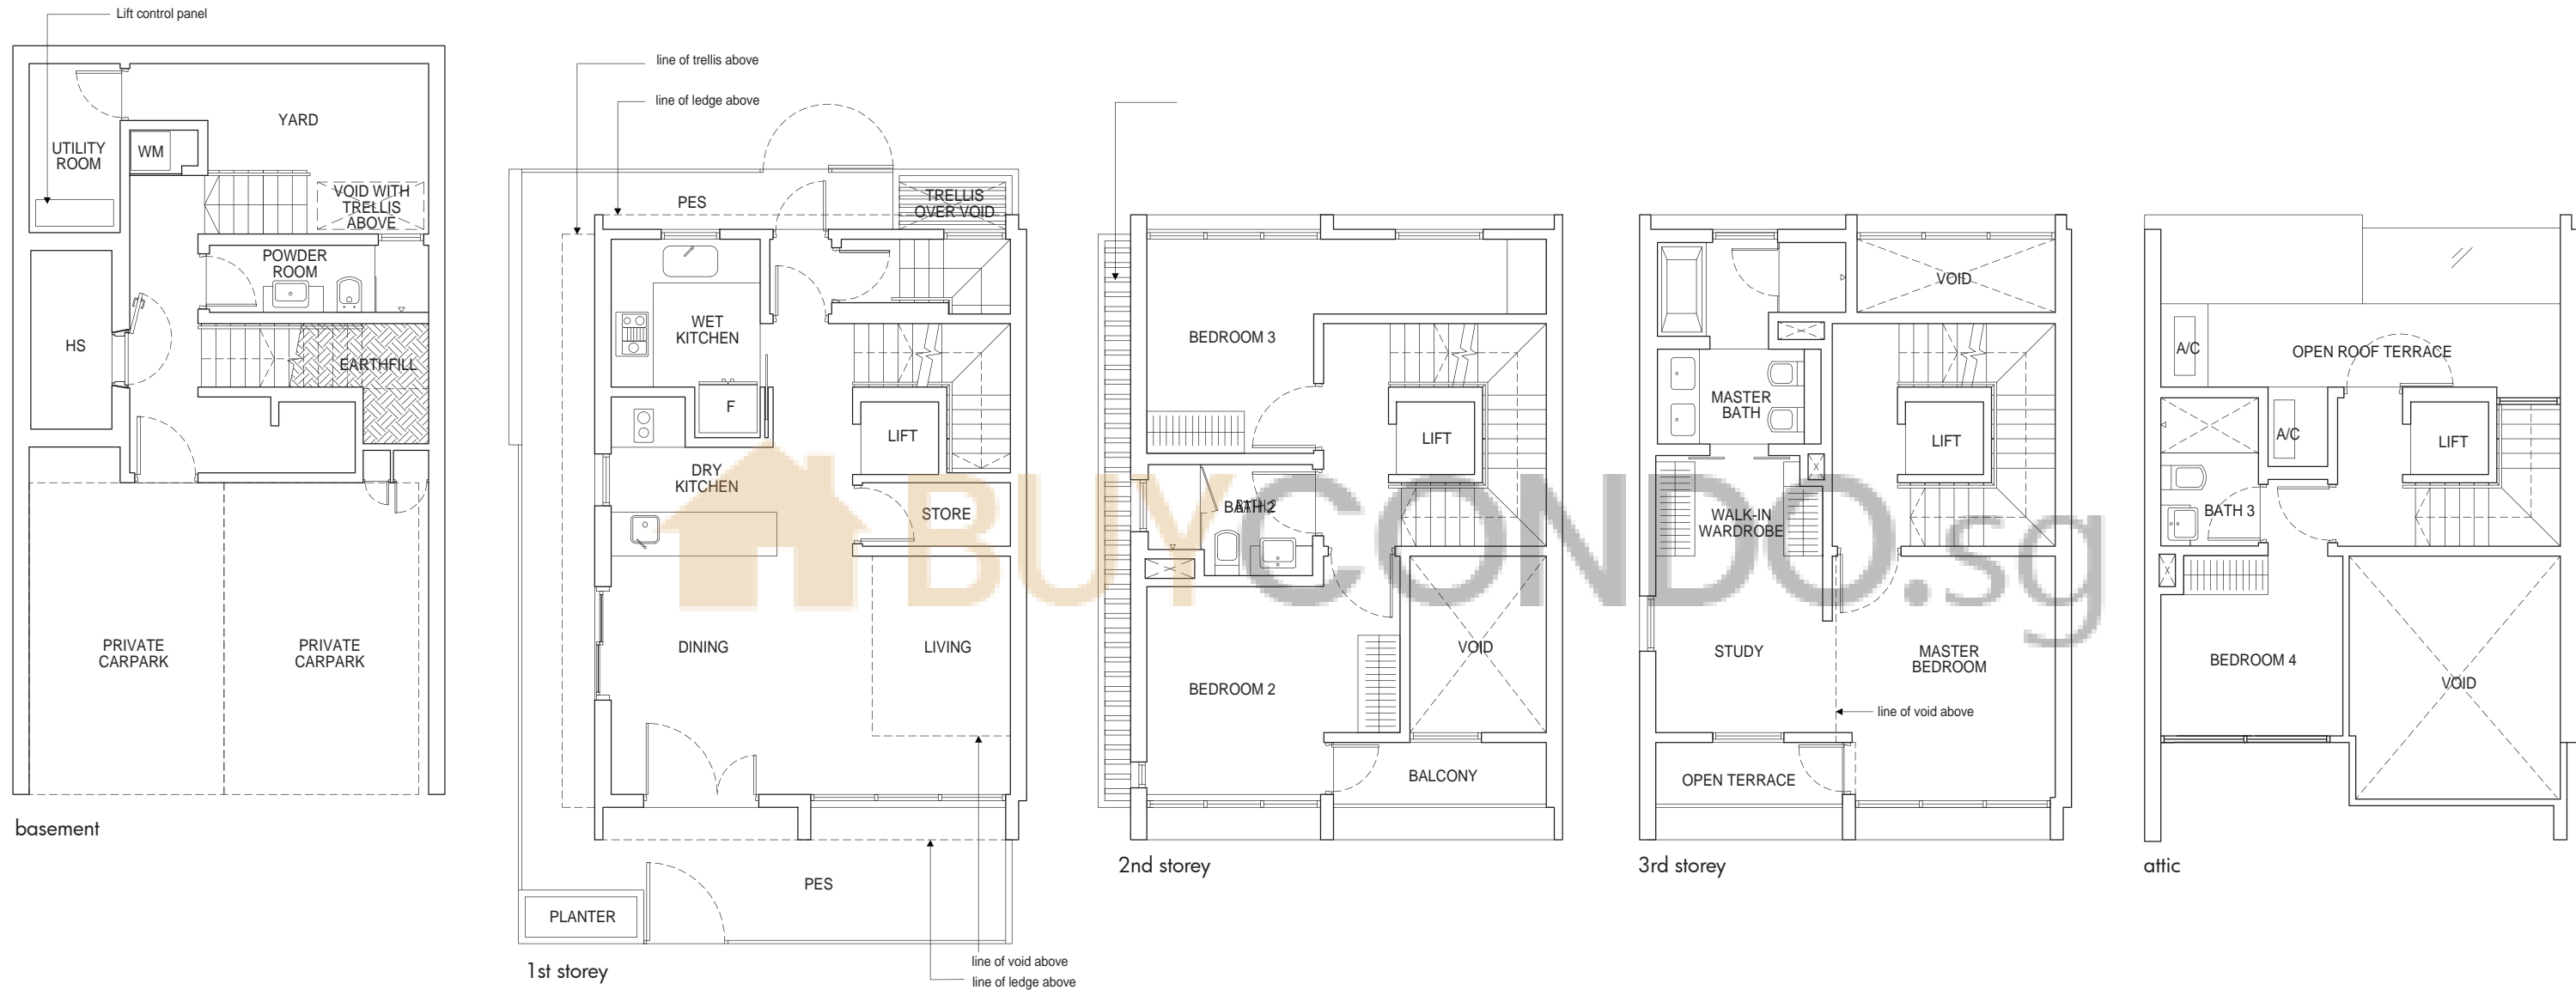 Lift control panel
YARD
UTILITY
ROOM
WM
VOID WITH
TRELLIS
ABOVE
POWDER
ROOM
HS
EARTHFILL
PRIVATE
CARPARK
PRIVATE
CARPARK
basement
line of trellis above
line of ledge above
PES
TRELLIS
OVER VOID
WET
KITCHEN
F
LIFT
DRY
KITCHEN
STORE
DINING
LIVING
PES
PLANTER
line of void above
line of ledge above
1st storey
BEDROOM 3
LIFT
BATH 2
VOID
BEDROOM 2
BALCONY
2nd storey
VOID
MASTER
BATH
LIFT
WALK-IN
WARDROBE
STUDY
MASTER
BEDROOM
line of void above
OPEN TERRACE
3rd storey
A/C
OPEN ROOF TERRACE
A/C
LIFT
BATH 3
BEDROOM 4
VOID
attic
BUYCONDO.sg